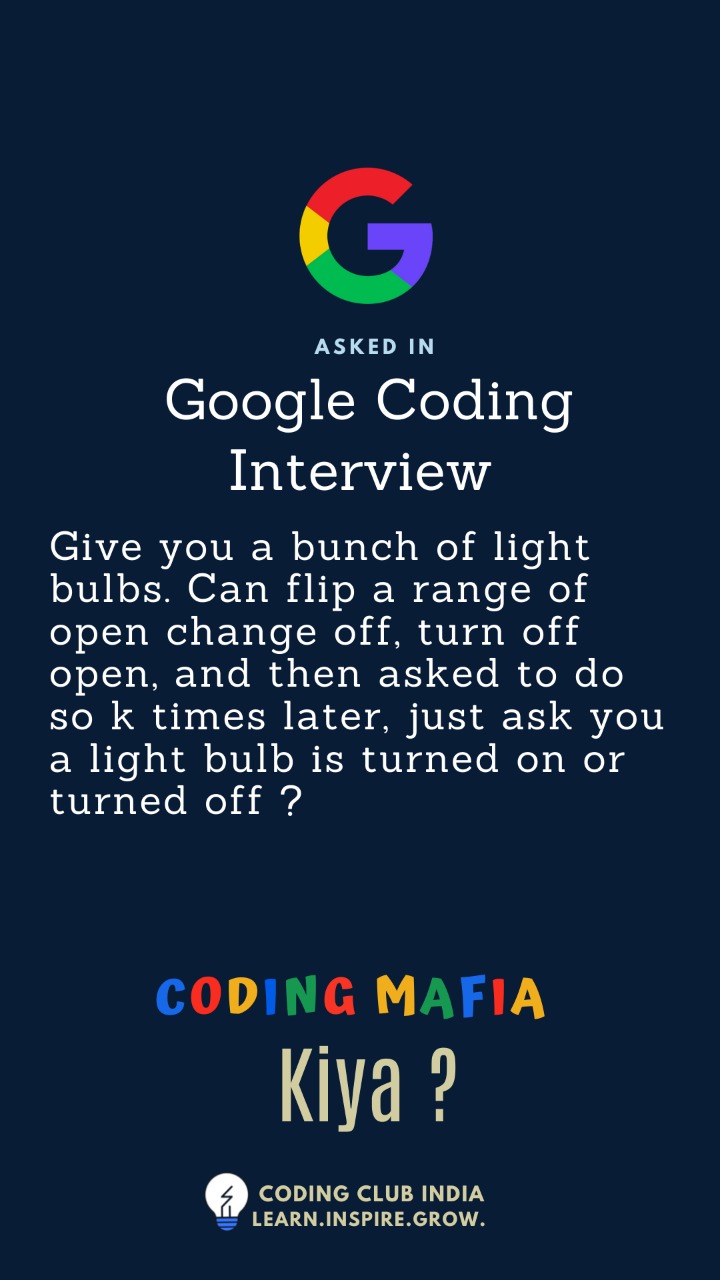 ASKED IN
Google Coding
Interview
Give you a bunch of light
bulbs. Can flip a range of
open change off, turn off
open, and then asked to do
so k times later, just ask you
a light bulb is turned on or
turned off ?
CODING MAFIA
Kiya ?
CODING CLUB INDIA
LEARN.INSPIRE.GROW.